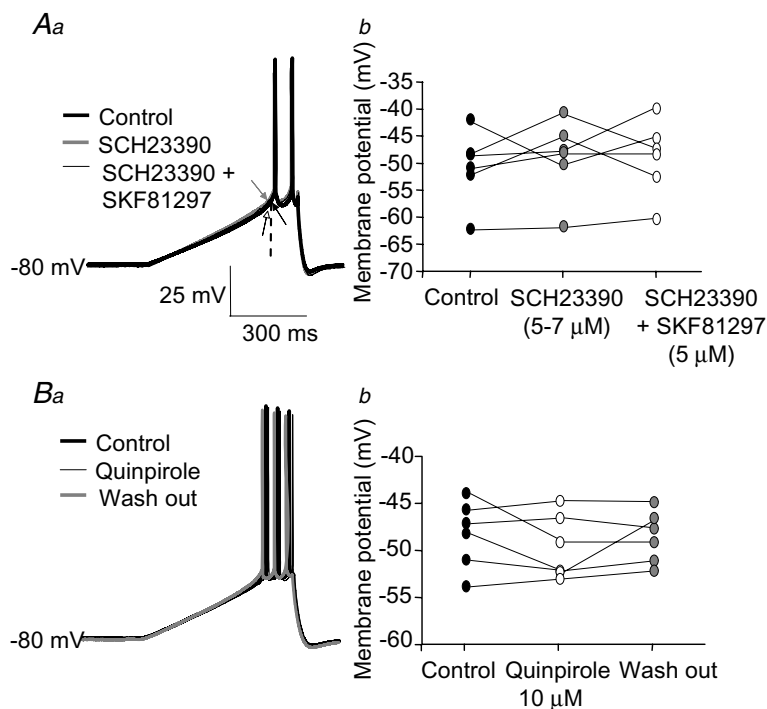 Aa
Control
SCH23390
SCH23390 +
SKF81297
-80 mV
25 mV
300 ms
b
Membrane potential (mV)
-35
-40
-45
-50
-55
-60
-65
-70
Control
SCH23390
(5-7 µM)
SCH23390
+ SKF81297
(5 µM)
Ba
Control
Quinpirole
Wash out
-80 mV
b
Membrane potential (mV)
-40
-45
-50
-55
-60
Control
Quinpirole
10 µM
Wash out